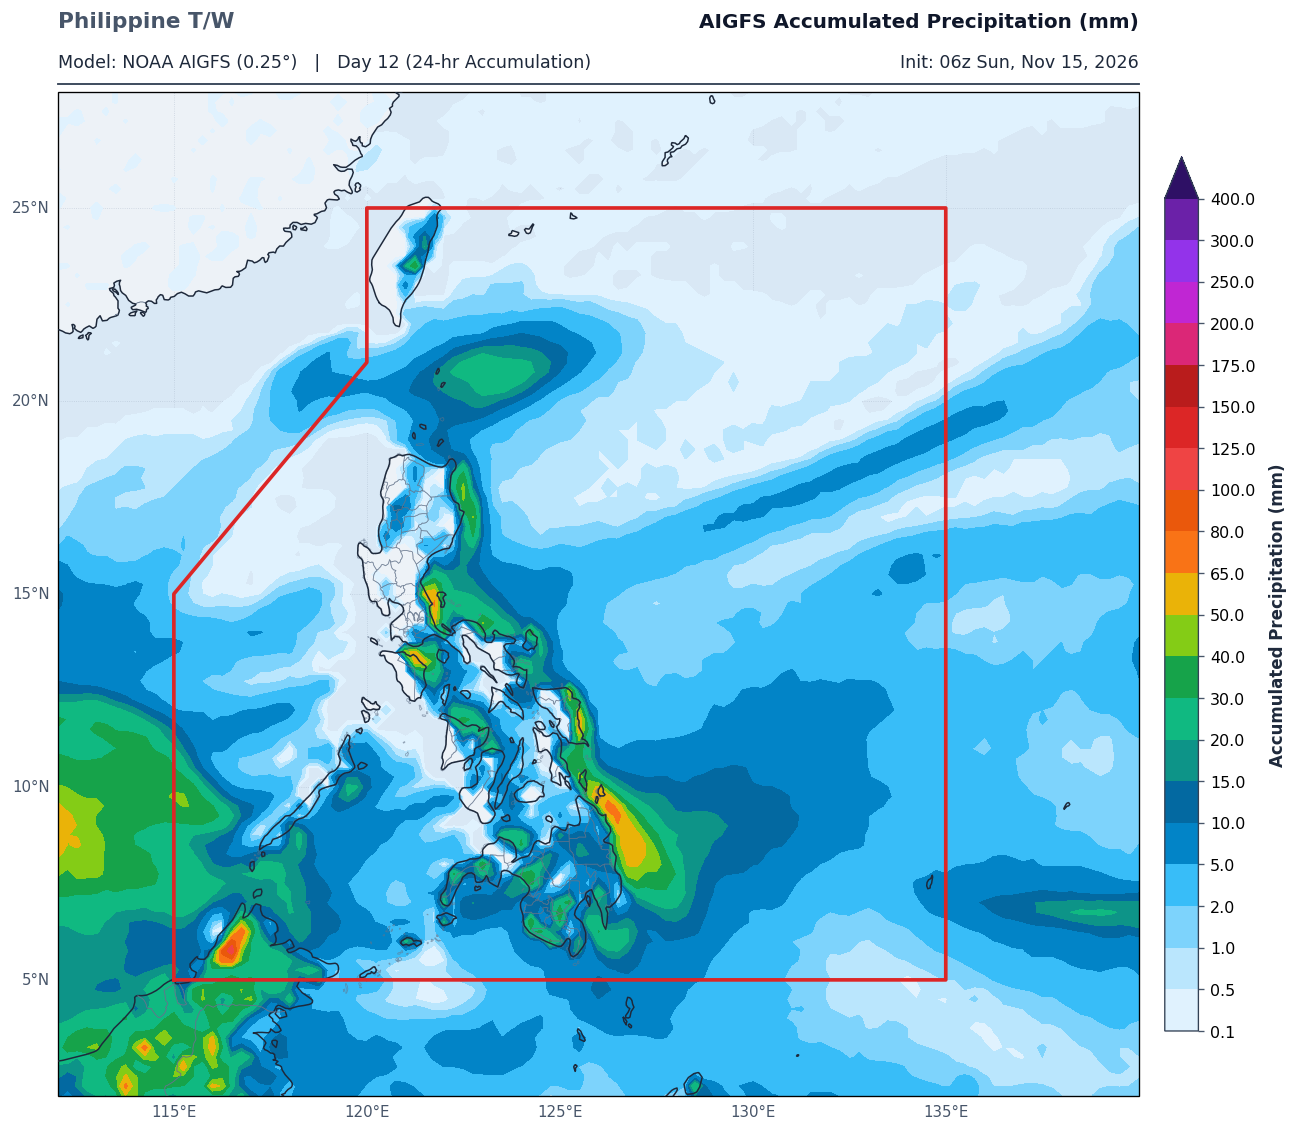 Philippine T/W
AIGFS Accumulated Precipitation (mm)
Model: NOAA AIGFS (0.25°)   |   Day 12 (24-hr Accumulation)
Init: 06z Sun, Nov 15, 2026
25°N
20°N
15°N
10°N
5°N
115°E
120°E
125°E
130°E
135°E
400.0
300.0
250.0
200.0
175.0
150.0
125.0
100.0
80.0
65.0
50.0
40.0
30.0
20.0
15.0
10.0
5.0
2.0
1.0
0.5
0.1
Accumulated Precipitation (mm)